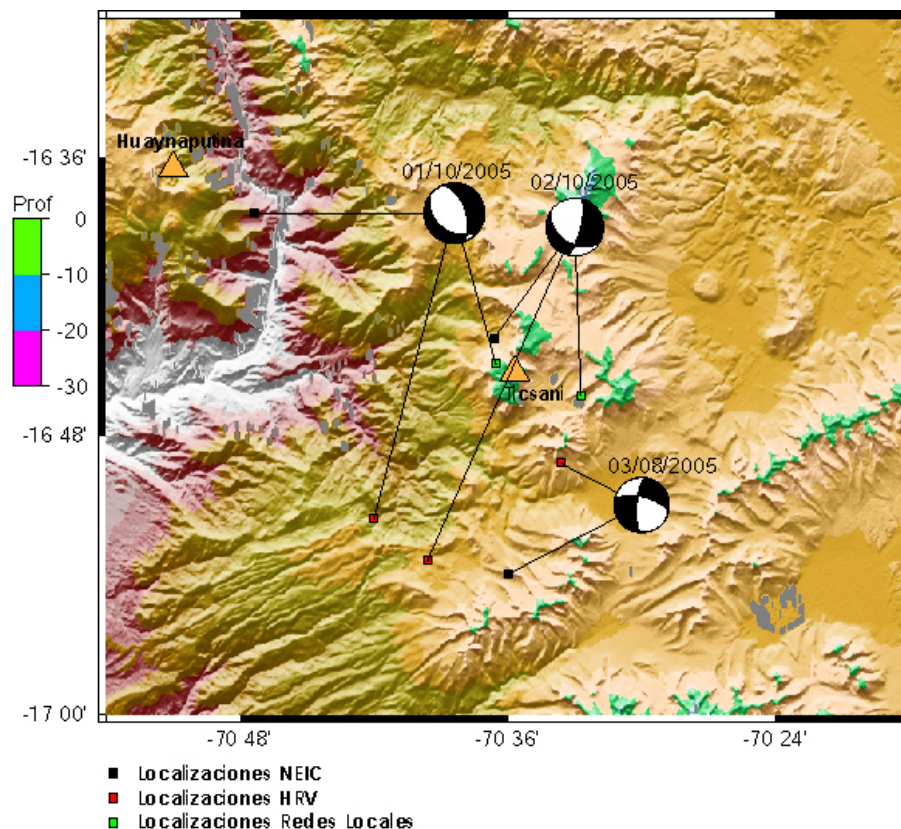 Huaynaputina
01/10/2005
02/10/2005
-16 36'
Prof
0
-10
-20
-30
Ticsani
-16 48'
03/08/2005
-17 00'
-70 48'
-70 36'
-70 24'
Localizaciones NEIC
Localizaciones HRV
Localizaciones Redes Locales